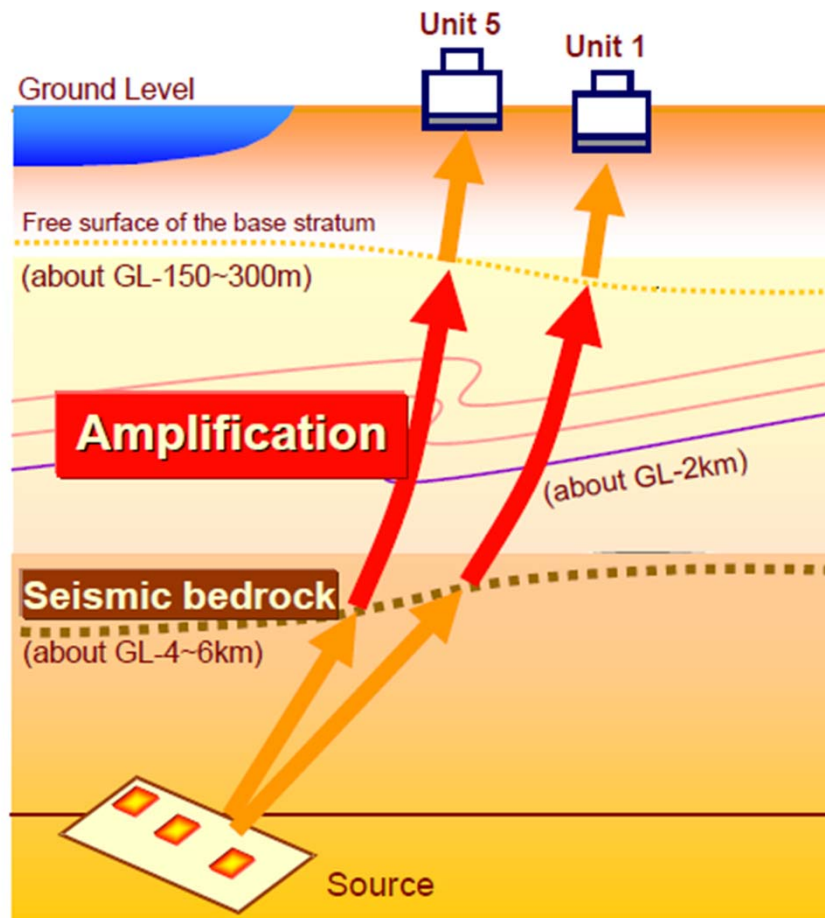 Unit 5
Unit 1
Ground Level
Free surface of the base stratum
(about GL-150~300m)
Amplification
(about GL-2km)
Seismic bedrock
(about GL-4~6km)
Source